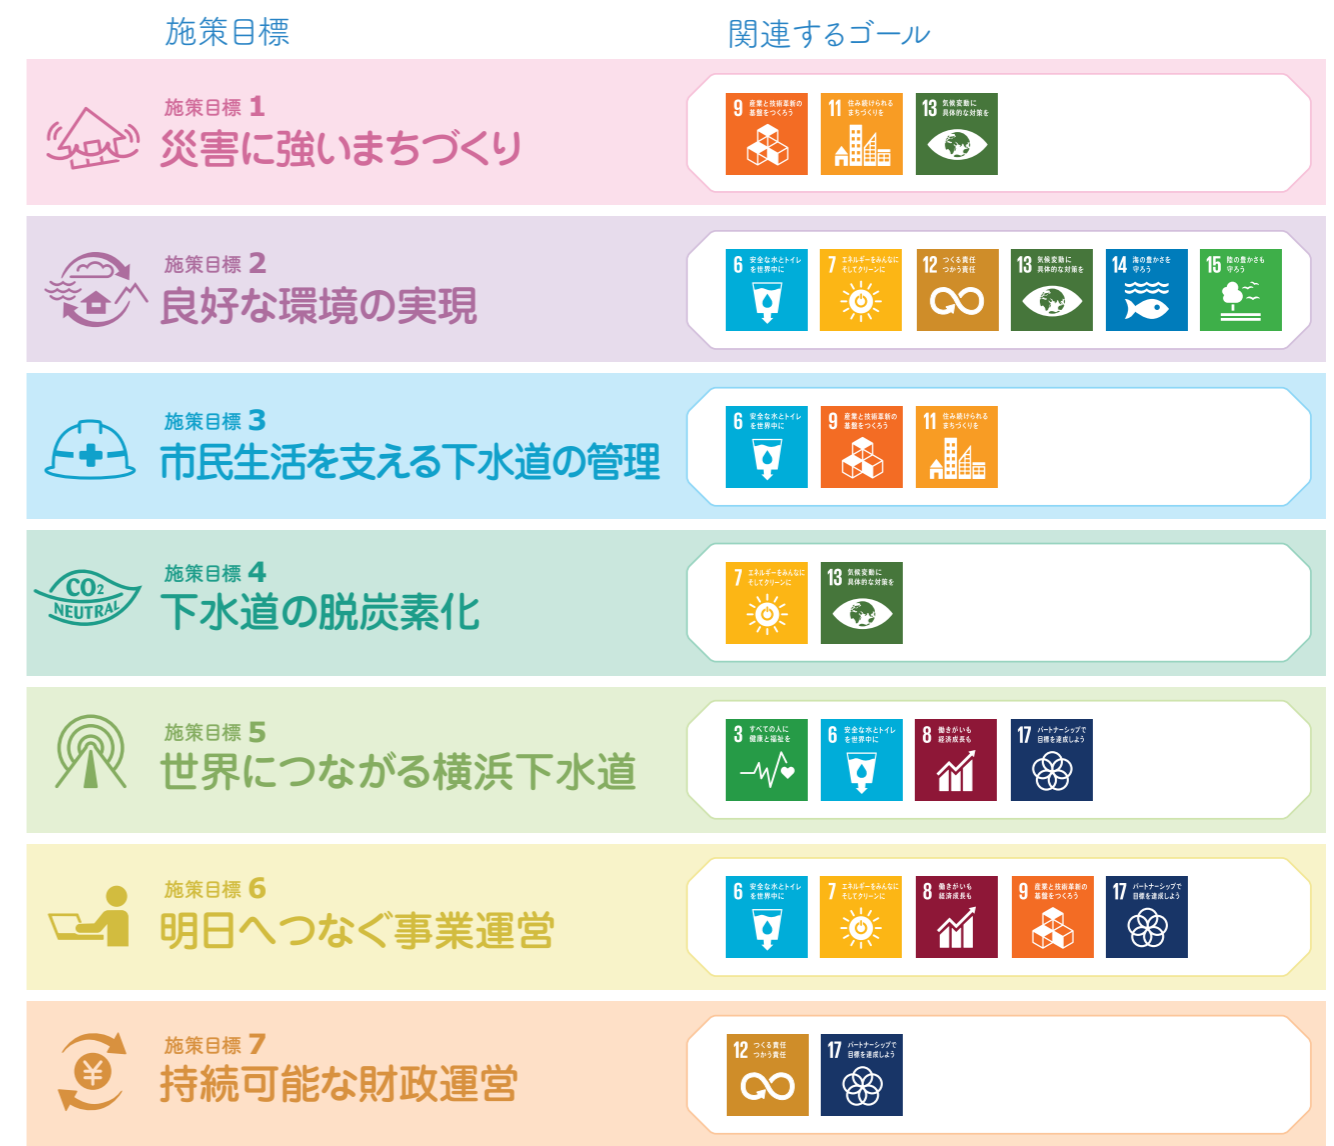 施策目標
関連するゴール
施策目標 1
災害に強いまちづくり
9 産業と技術革新の
基盤をつくろう
11 住み続けられる
まちづくりを
13 気候変動に
具体的な対策を
施策目標 2
良好な環境の実現
6 安全な水とトイレ
を世界中に
7 エネルギーをみんなに
そしてクリーンに
12 つくる責任
つかう責任
13 気候変動に
具体的な対策を
14 海の豊かさを
守ろう
15 陸の豊かさも
守ろう
施策目標 3
市民生活を支える下水道の管理
6 安全な水とトイレ
を世界中に
9 産業と技術革新の
基盤をつくろう
11 住み続けられる
まちづくりを
CO2
NEUTRAL
施策目標 4
下水道の脱炭素化
7 エネルギーをみんなに
そしてクリーンに
13 気候変動に
具体的な対策を
施策目標 5
世界につながる横浜下水道
3 すべての人に
健康と福祉を
6 安全な水とトイレ
を世界中に
8 働きがいも
経済成長も
17 パートナーシップで
目標を達成しよう
施策目標 6
明日へつなぐ事業運営
6 安全な水とトイレ
を世界中に
7 エネルギーをみんなに
そしてクリーンに
8 働きがいも
経済成長も
9 産業と技術革新の
基盤をつくろう
17 パートナーシップで
目標を達成しよう
¥
施策目標 7
持続可能な財政運営
12 つくる責任
つかう責任
17 パートナーシップで
目標を達成しよう